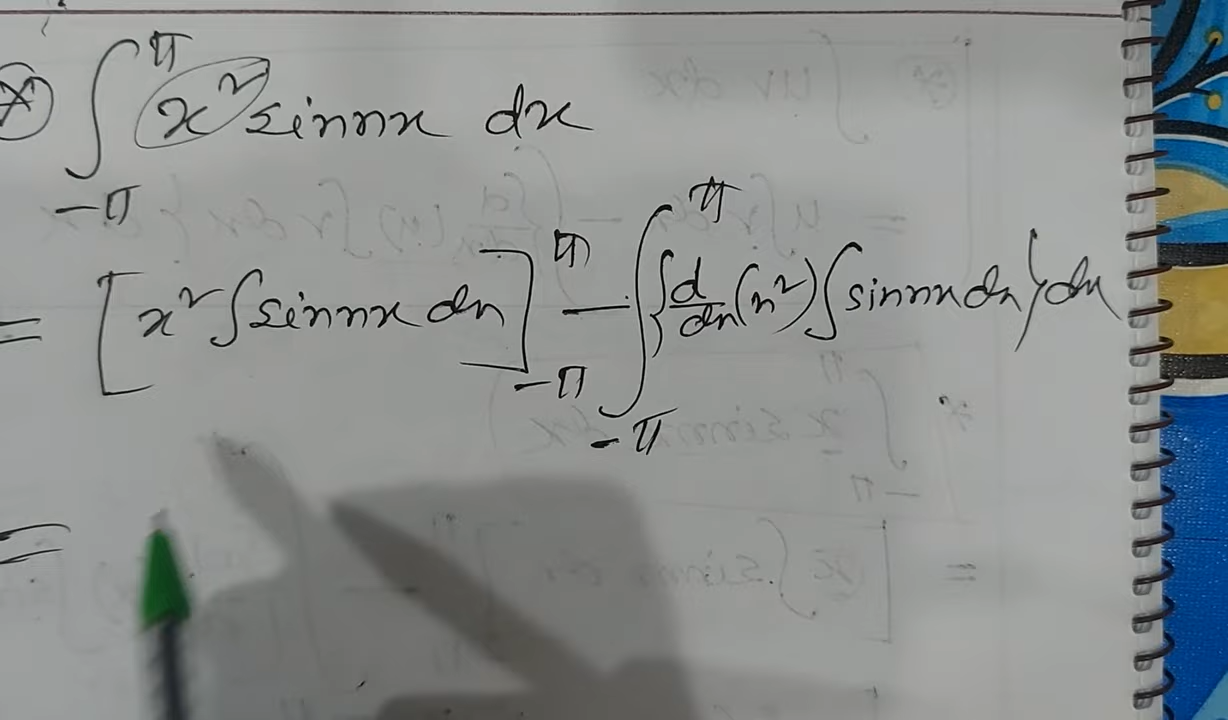 * ∫_{-π}^{π} x² sin nx dx
= [x² ∫ sin nx dx]_{-π}^{π} - ∫_{-π}^{π} {d/dx (x²) ∫ sin nx dx} dx
=